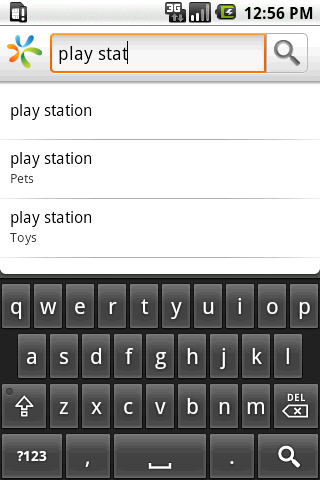 3G 12:56 PM
play stat
play station
play station
Pets
play station
Toys
q w e r t y u i o p
a s d f g h j k l
z x c v b n m DEL
?123 , .